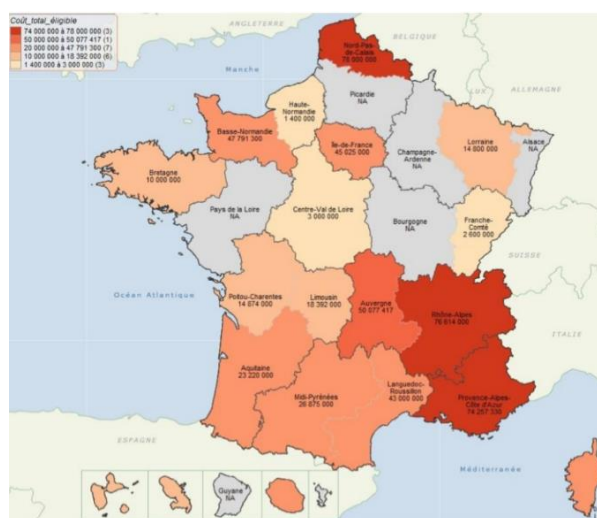 Coût_total_éligible
74 000 000 à 78 000 000 (3)
50 000 000 à 50 077 417 (1)
20 000 000 à 47 791 300 (7)
10 000 000 à 18 392 000 (6)
1 400 000 à 3 000 000 (3)
ANGLETERRE
BELGIQUE
Manche
LUX
ALLEMAGNE
Nord-Pas-
de-Calais
78 000 000
Picardie
NA
Haute-
Normandie
1 400 000
Basse-Normandie
47 791 300
Île-de-France
45 025 000
Champagne-
Ardenne
NA
Lorraine
14 800 000
Alsace
NA
Bretagne
10 000 000
Pays de la Loire
NA
Centre-Val de Loire
3 000 000
Bourgogne
NA
Franche-
Comté
2 600 000
SUISSE
Océan Atlantique
Poitou-Charentes
14 874 000
Limousin
18 392 000
Auvergne
50 077 417
Rhône-Alpes
76 614 000
ITALIE
Aquitaine
23 220 000
Midi-Pyrénées
26 875 000
Languedoc-
Roussillon
43 000 000
Provence-Alpes-
Côte d'Azur
74 257 330
ESPAGNE
Méditerranée
Guyane
NA